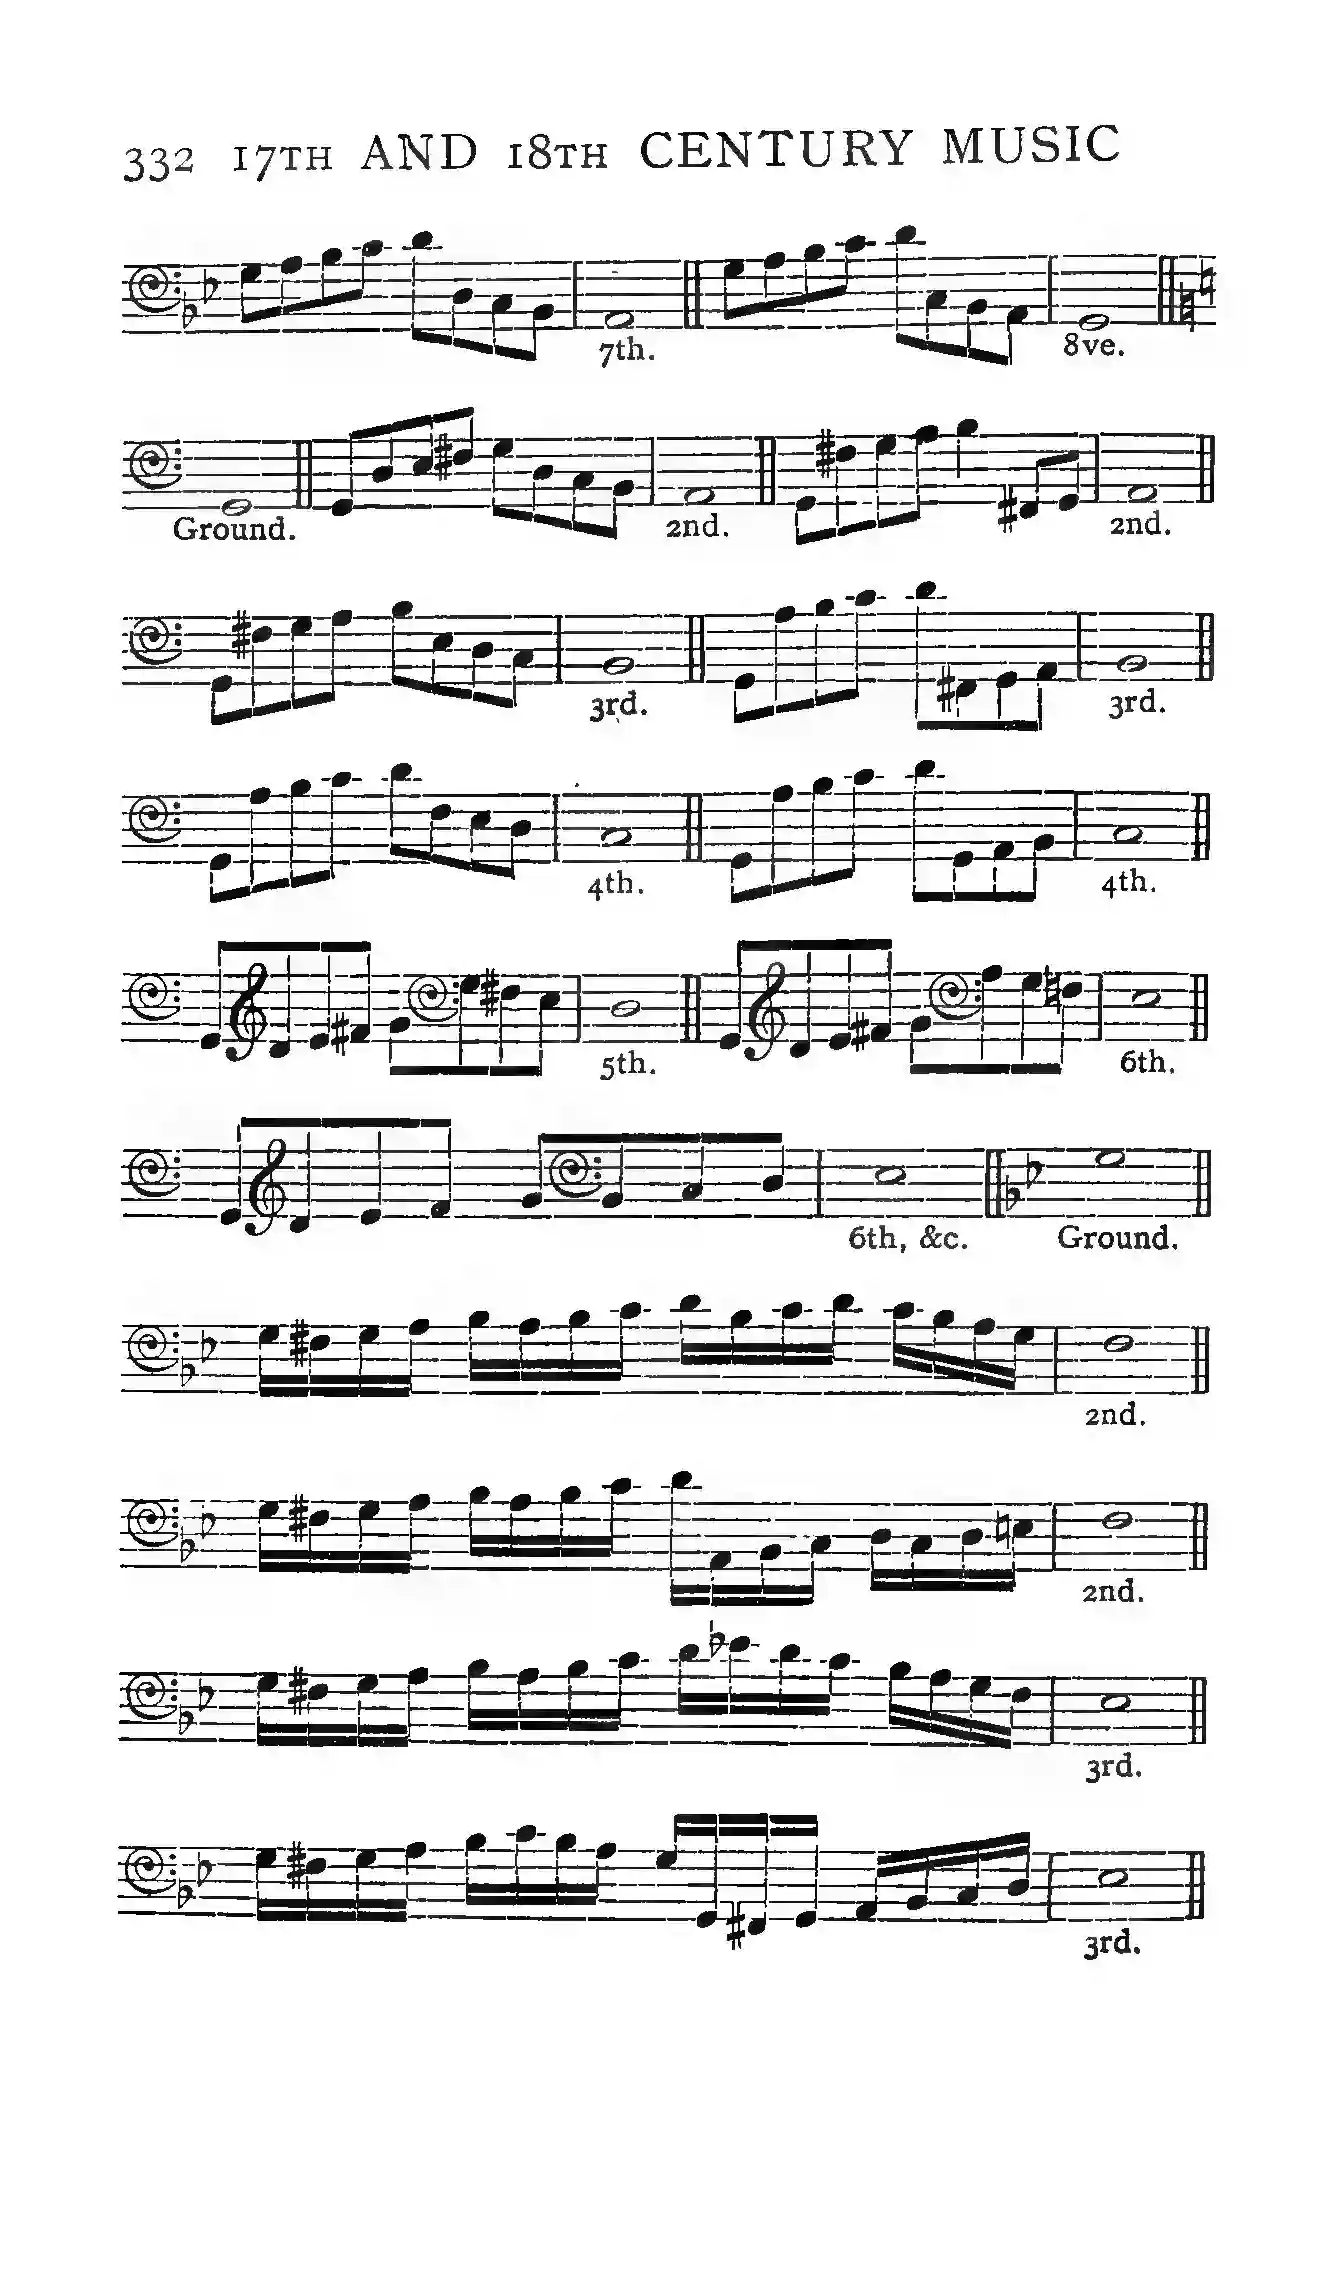 332 17TH AND 18TH CENTURY MUSIC
7th. 8ve.
Ground. 2nd. 2nd.
3rd. 3rd.
4th. 4th.
5th. 6th.
6th, &c. Ground.
2nd.
2nd.
3rd.
3rd.